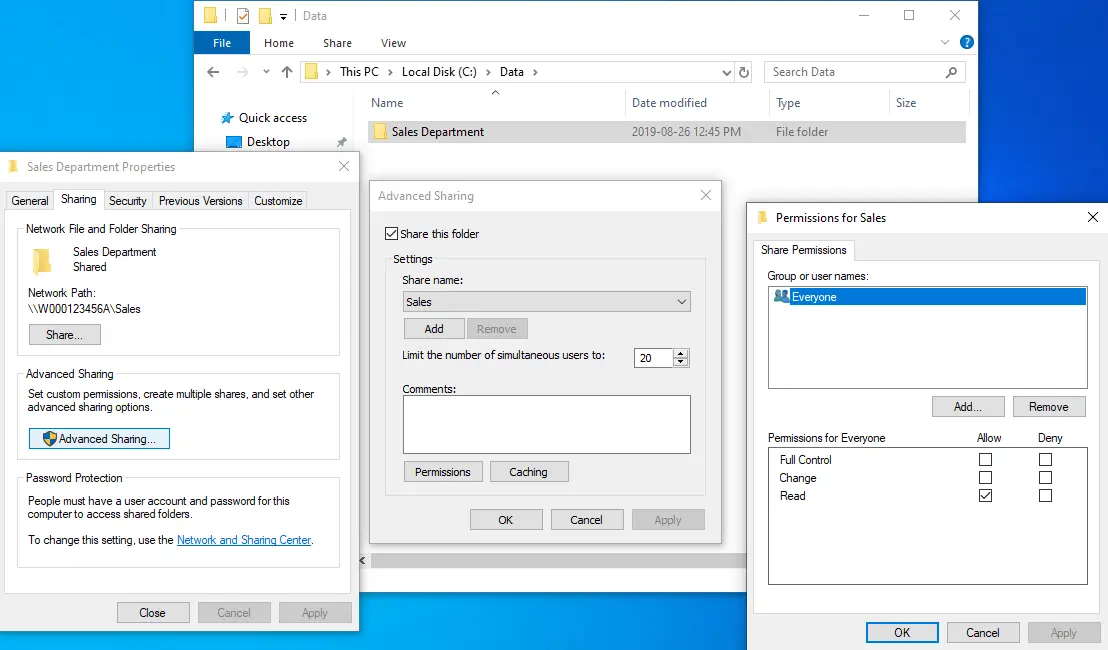 Data
File Home Share View
This PC Local Disk (C:) Data
Search Data
Name Date modified Type Size
Quick access
Desktop
Sales Department 2019-08-26 12:45 PM File folder
Sales Department Properties
General Sharing Security Previous Versions Customize
Network File and Folder Sharing
Sales Department
Shared
Network Path:
\\W000123456A\Sales
Share...
Advanced Sharing
Set custom permissions, create multiple shares, and set other
advanced sharing options.
Advanced Sharing...
Password Protection
People must have a user account and password for this
computer to access shared folders.
To change this setting, use the Network and Sharing Center.
Close Cancel Apply
Advanced Sharing
Share this folder
Settings
Share name:
Sales
Add Remove
Limit the number of simultaneous users to: 20
Comments:
Permissions Caching
OK Cancel Apply
Permissions for Sales
Share Permissions
Group or user names:
Everyone
Add... Remove
Permissions for Everyone Allow Deny
Full Control
Change
Read
OK Cancel Apply